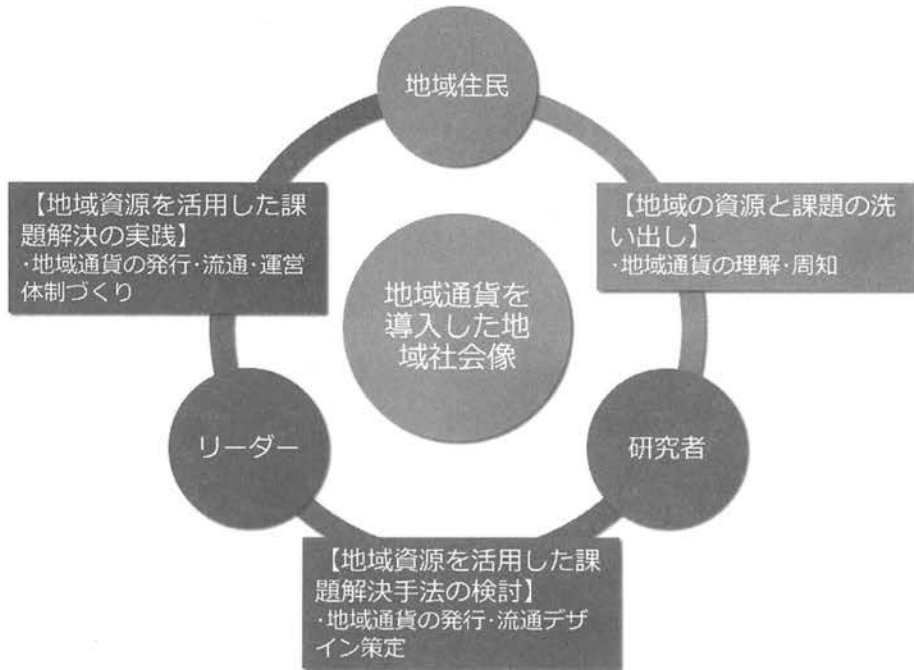 地域住民
【地域資源を活用した課
題解決の実践】
・地域通貨の発行・流通・運営
体制づくり
【地域の資源と課題の洗
い出し】
・地域通貨の理解・周知
地域通貨を
導入した地
域社会像
リーダー
研究者
【地域資源を活用した課
題解決手法の検討】
・地域通貨の発行・流通デザ
イン策定